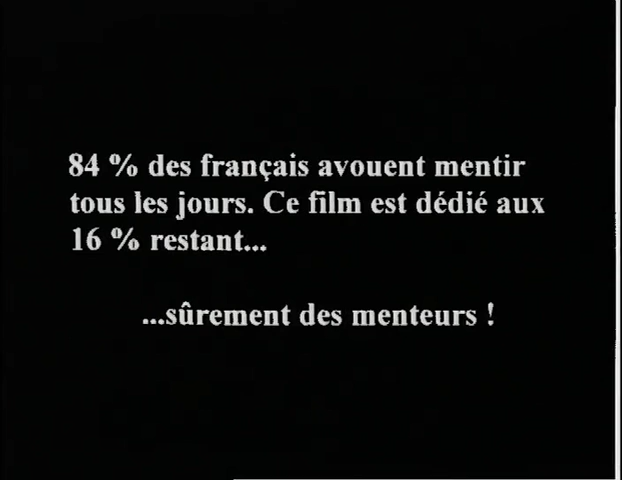 84 % des français avouent mentir
tous les jours. Ce film est dédié aux
16 % restant...
...sûrement des menteurs !